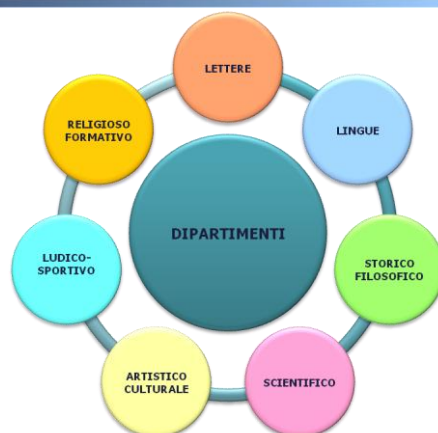 LETTERE
LINGUE
STORICO
FILOSOFICO
SCIENTIFICO
ARTISTICO
CULTURALE
LUDICO-
SPORTIVO
RELIGIOSO
FORMATIVO
DIPARTIMENTI